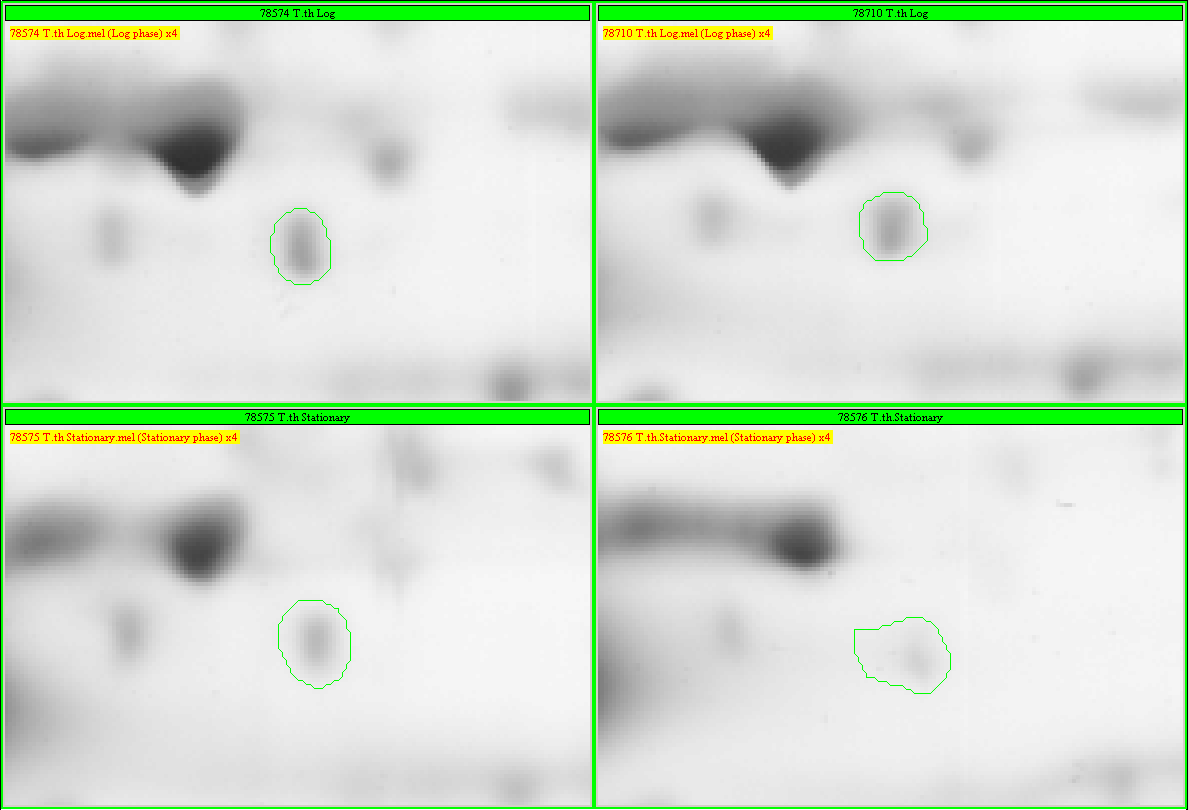 78574 T.th Log
78574 T.th Log.mel (Log phase) x4
78710 T.th Log
78710 T.th Log.mel (Log phase) x4
78575 T.th Stationary
78575 T.th Stationary.mel (Stationary phase) x4
78576 T.th.Stationary
78576 T.th.Stationary.mel (Stationary phase) x4